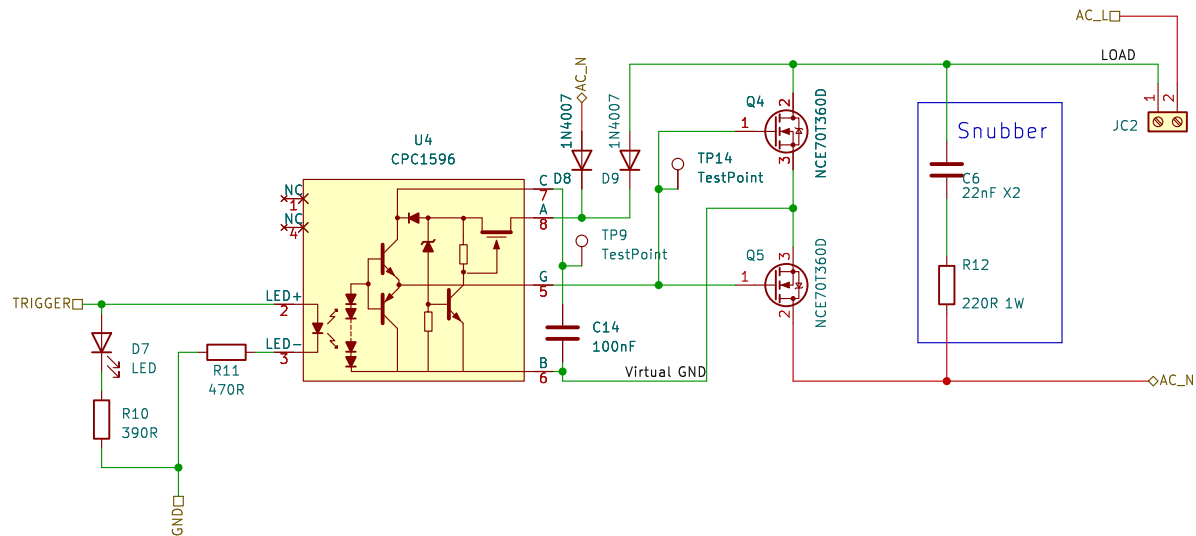 AC_L
LOAD
AC_N
1N4007
1N4007
Q4
2
NCE70T360D
1
3
1
2
JC2
Snubber
U4
CPC1596
TP14
TestPoint
NC
1
NC
4
C
7
D8
D9
A
8
C6
22nF X2
TP9
TestPoint
Q5
3
NCE70T360D
1
2
G
5
R12
220R 1W
TRIGGER
LED+
2
C14
100nF
LED-
3
D7
LED
R11
470R
B
6
Virtual GND
AC_N
R10
390R
GND